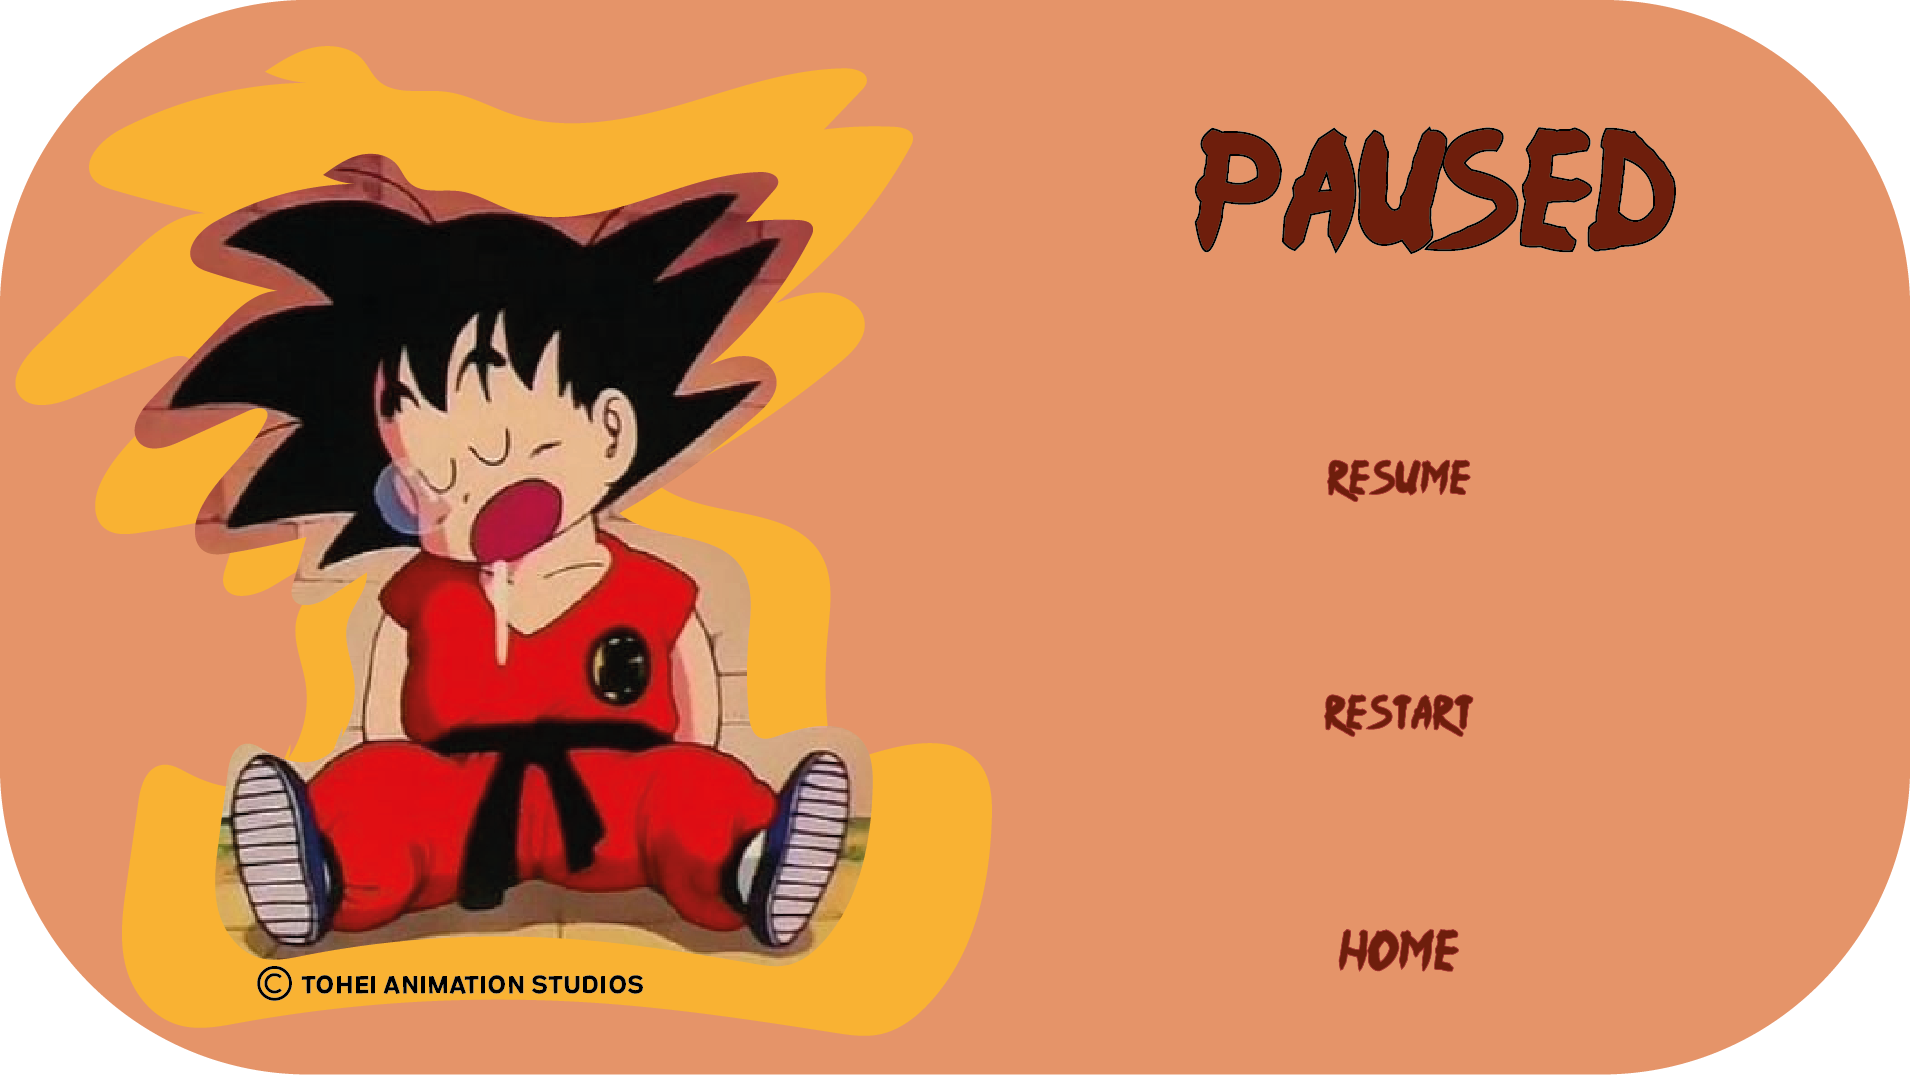 PAUSED
RESUME
RESTART
HOME
© TOHEI ANIMATION STUDIOS